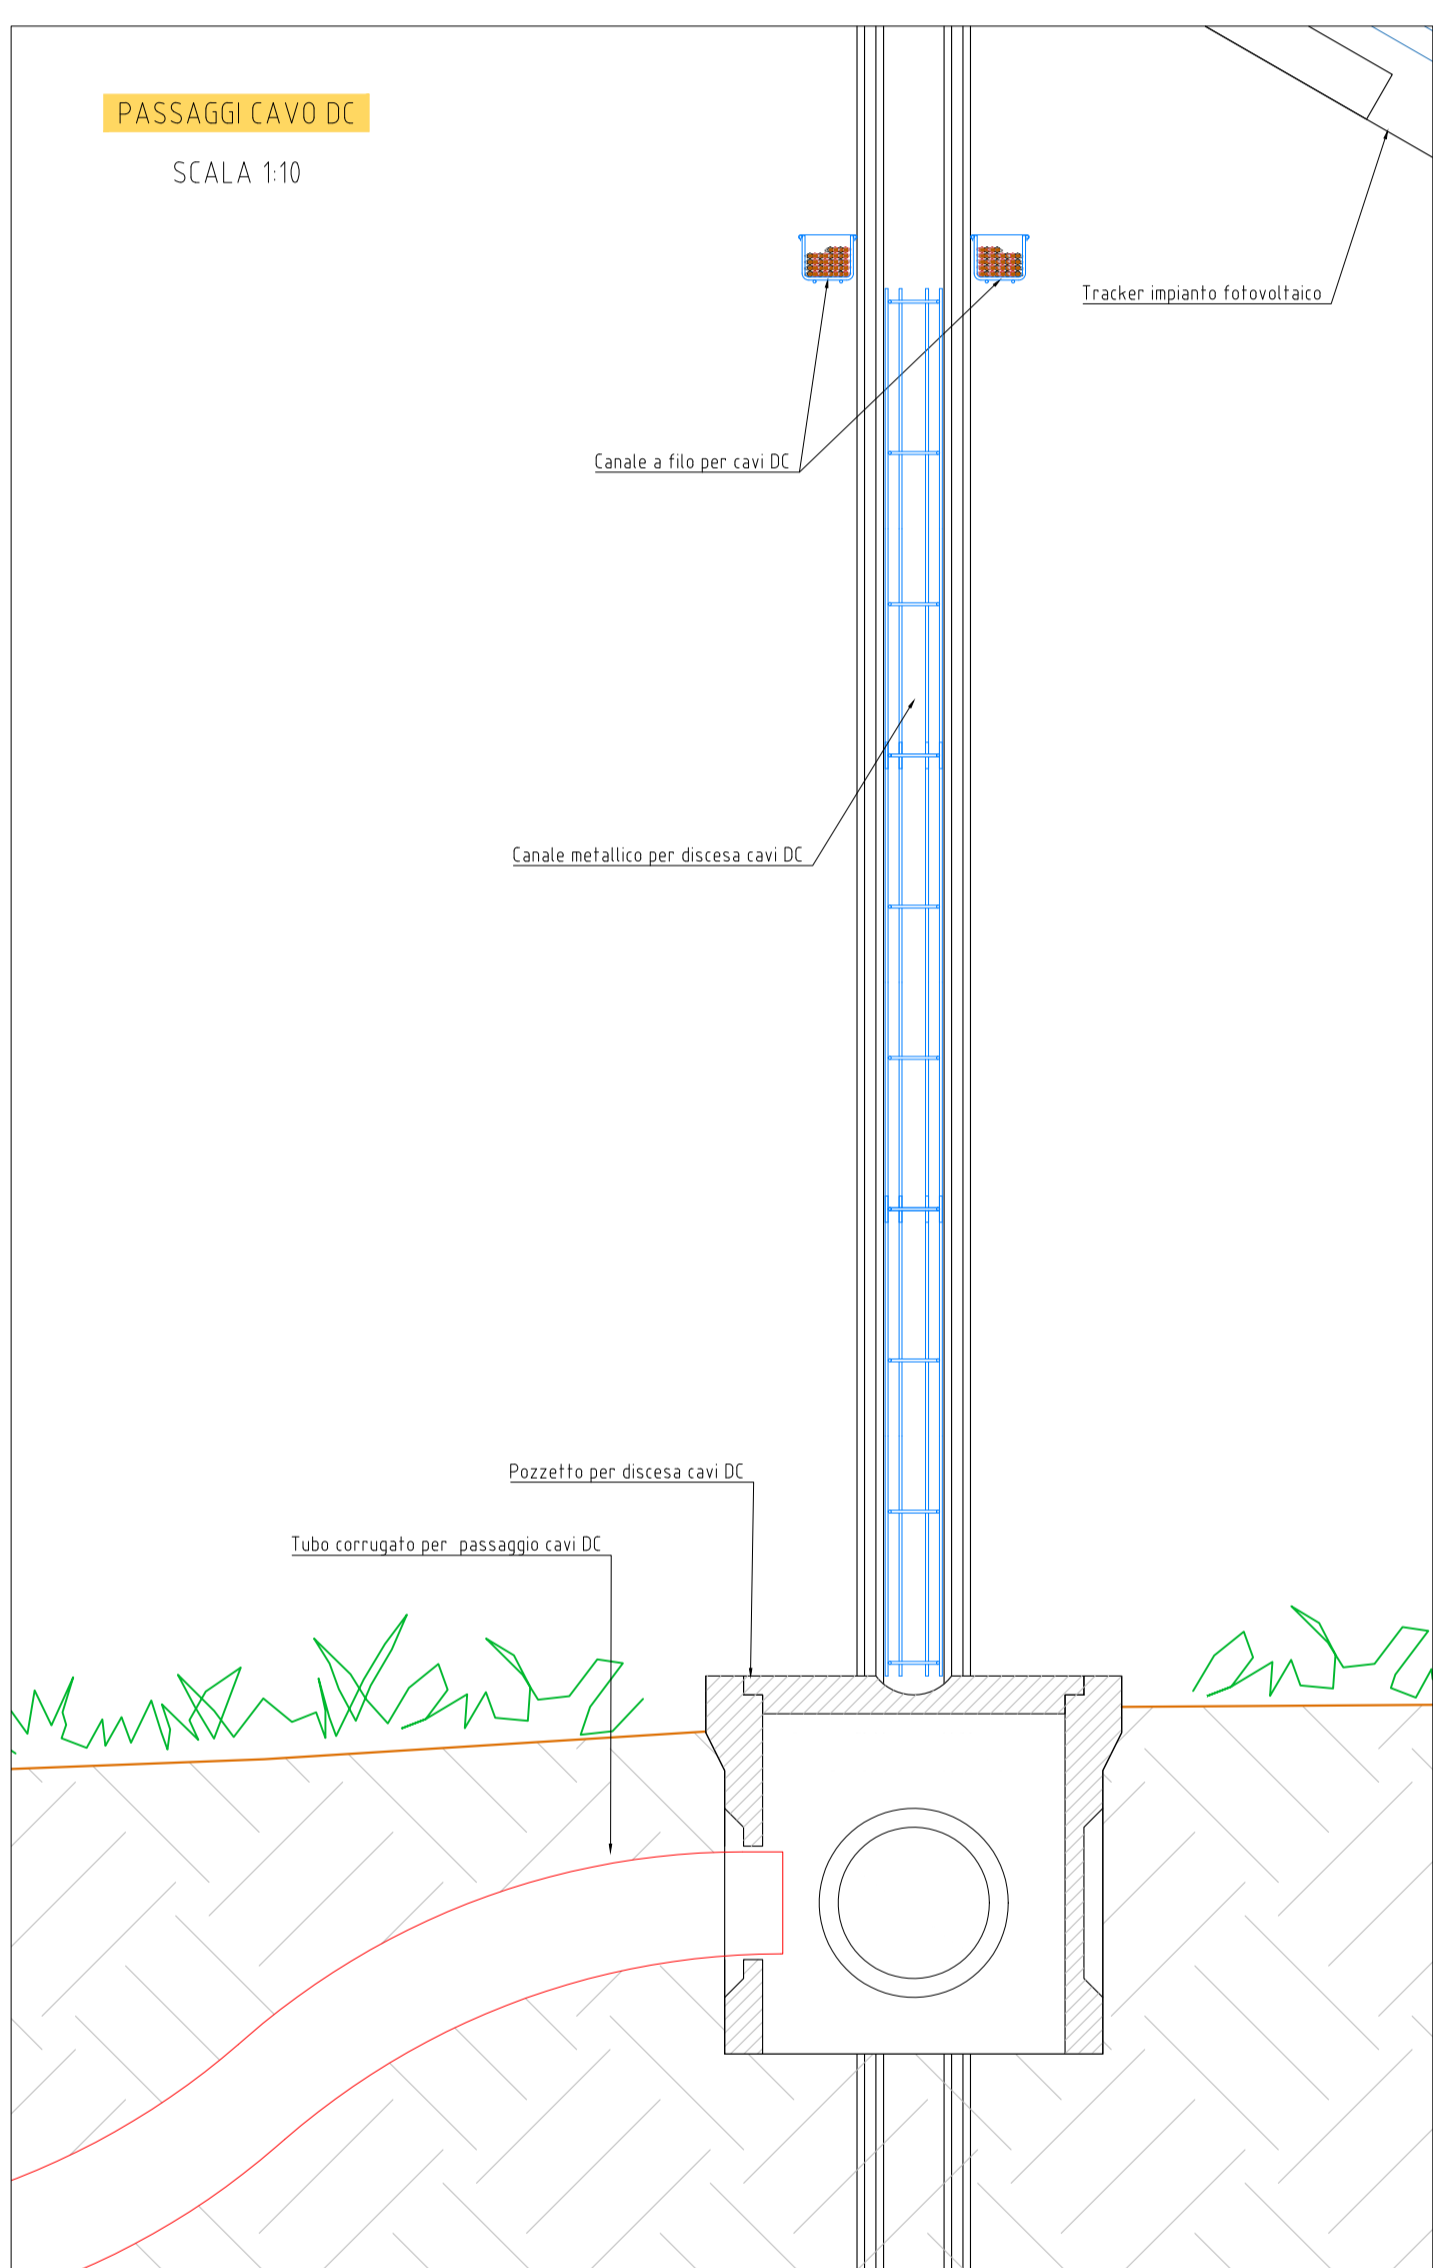 PASSAGGI CAVO DC
SCALA 1:10
Tracker impianto fotovoltaico
Canale a filo per cavi DC
Canale metallico per discesa cavi DC
Pozzetto per discesa cavi DC
Tubo corrugato per passaggio cavi DC